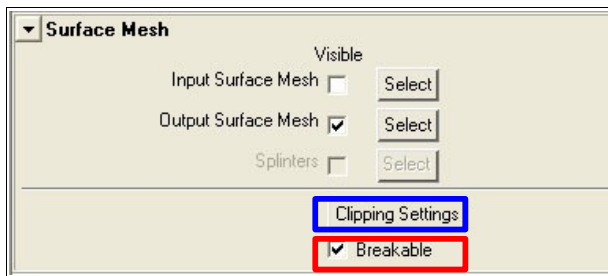 Surface Mesh
Visible
Input Surface Mesh Select
Output Surface Mesh Select
Splinters Select
Clipping Settings
Breakable